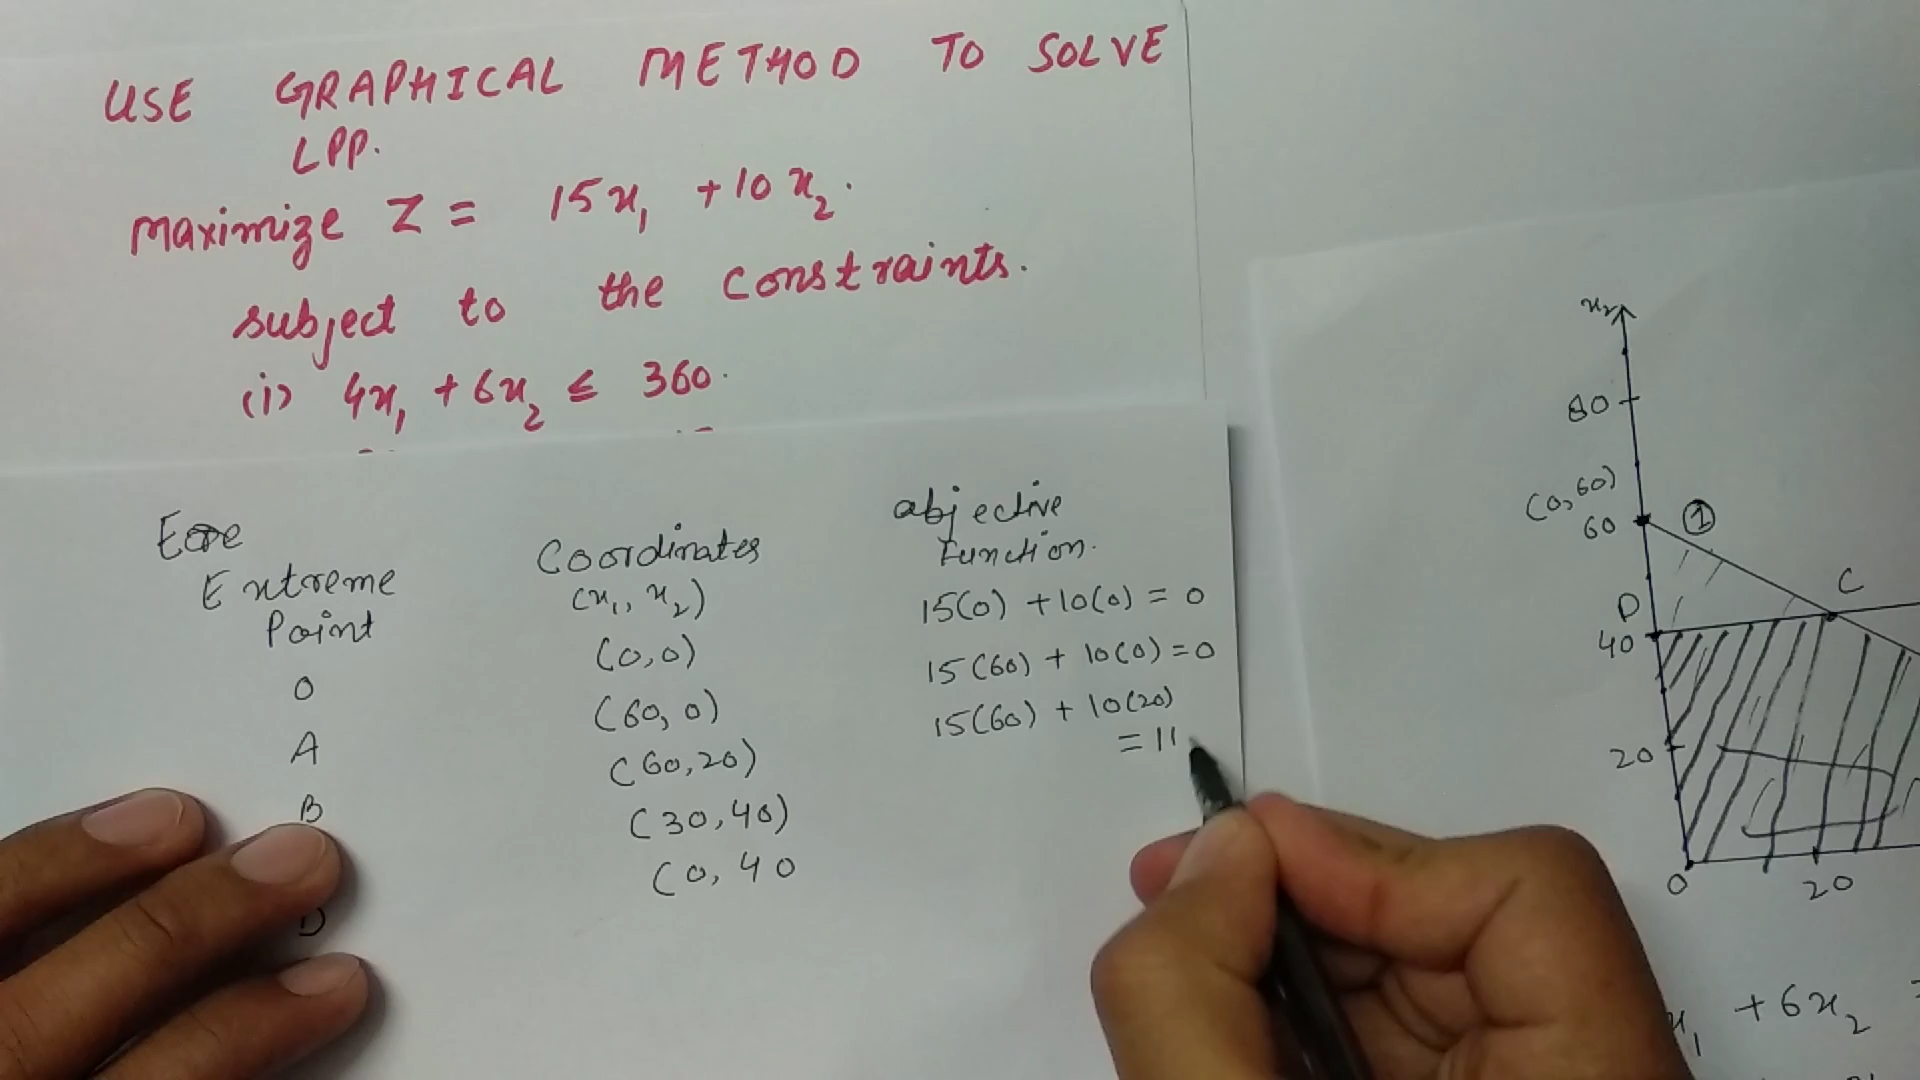 USE GRAPHICAL METHOD TO SOLVE
LPP.
Maximize Z = 15x₁ + 10x₂.
subject to the constraints.
(i) 4x₁ + 6x₂ ≤ 360.
Extreme
Point
Coordinates
(x₁, x₂)
objective
Function.
O
(0,0)
15(0) + 10(0) = 0
A
(60, 0)
15(60) + 10(0) = 0
B
(60,20)
15(60) + 10(20)
= 11
(30,40)
D
(0, 40
x₂
80
(0,60)
60
①
C
D
40
20
O
20
x₁ + 6x₂